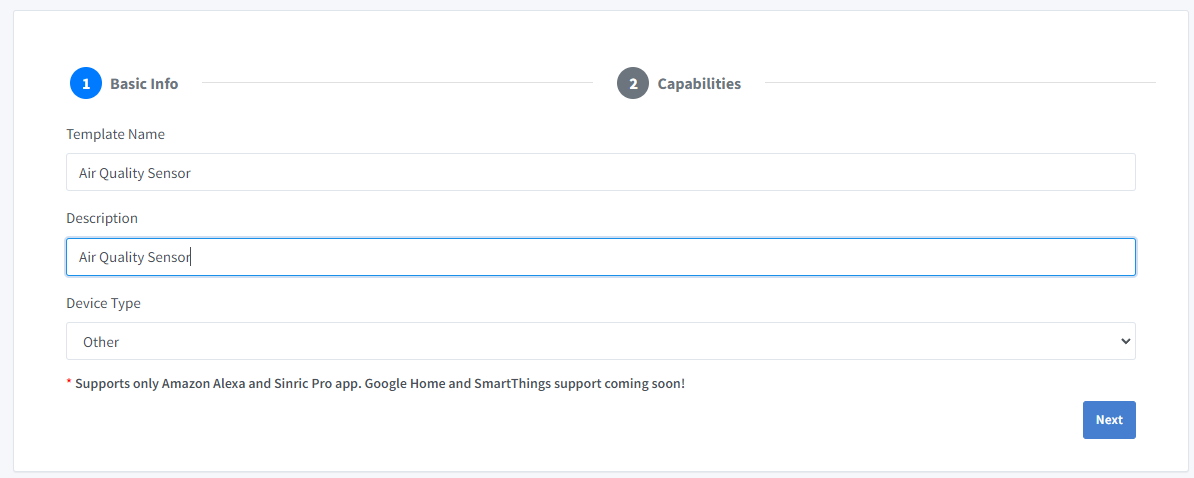 1 Basic Info
2 Capabilities
Template Name
Air Quality Sensor
Description
Air Quality Sensor
Device Type
Other
* Supports only Amazon Alexa and Sinric Pro app. Google Home and SmartThings support coming soon!
Next